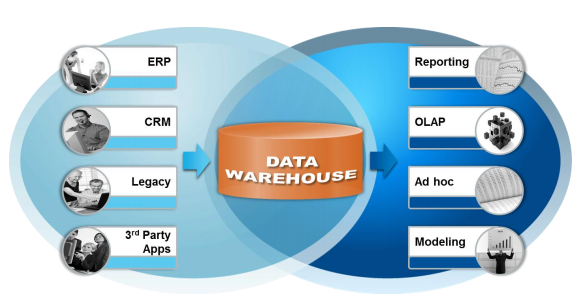 ERP
CRM
Legacy
3rd Party
Apps
DATA
WAREHOUSE
Reporting
OLAP
Ad hoc
Modeling